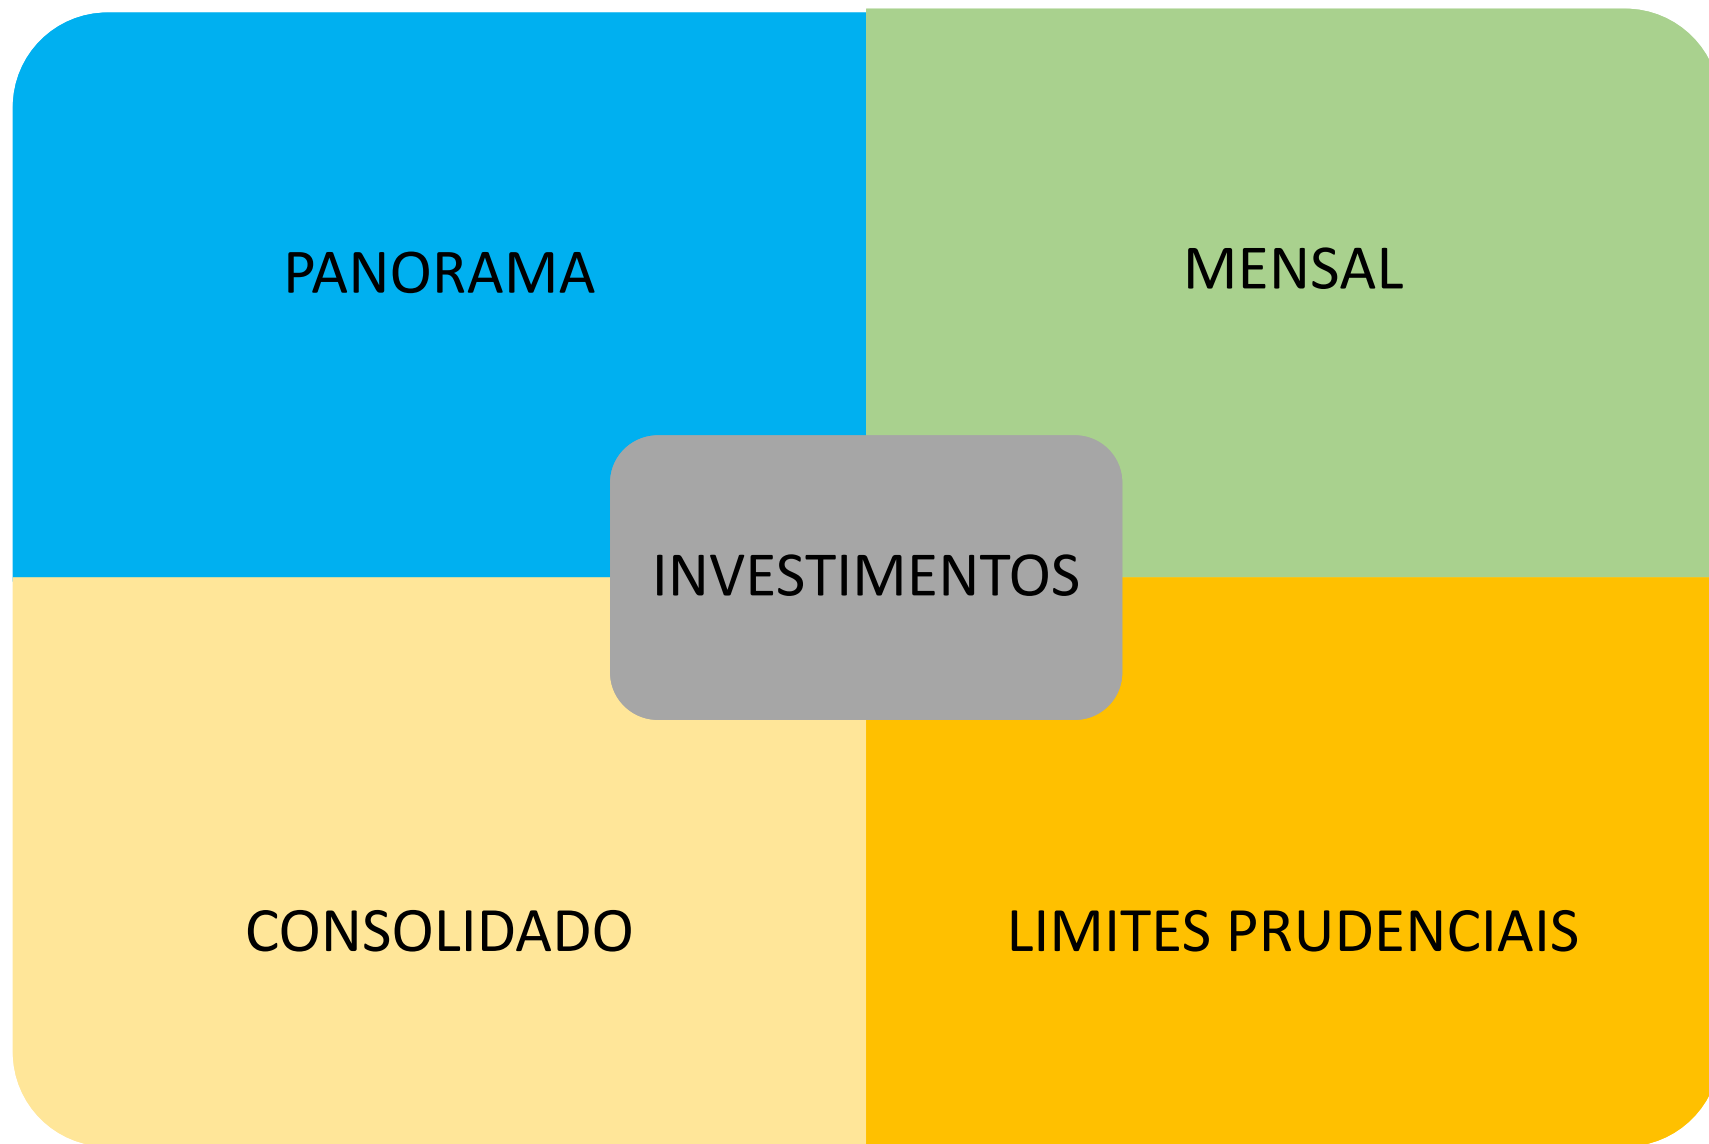 PANORAMA
MENSAL
INVESTIMENTOS
CONSOLIDADO
LIMITES PRUDENCIAIS